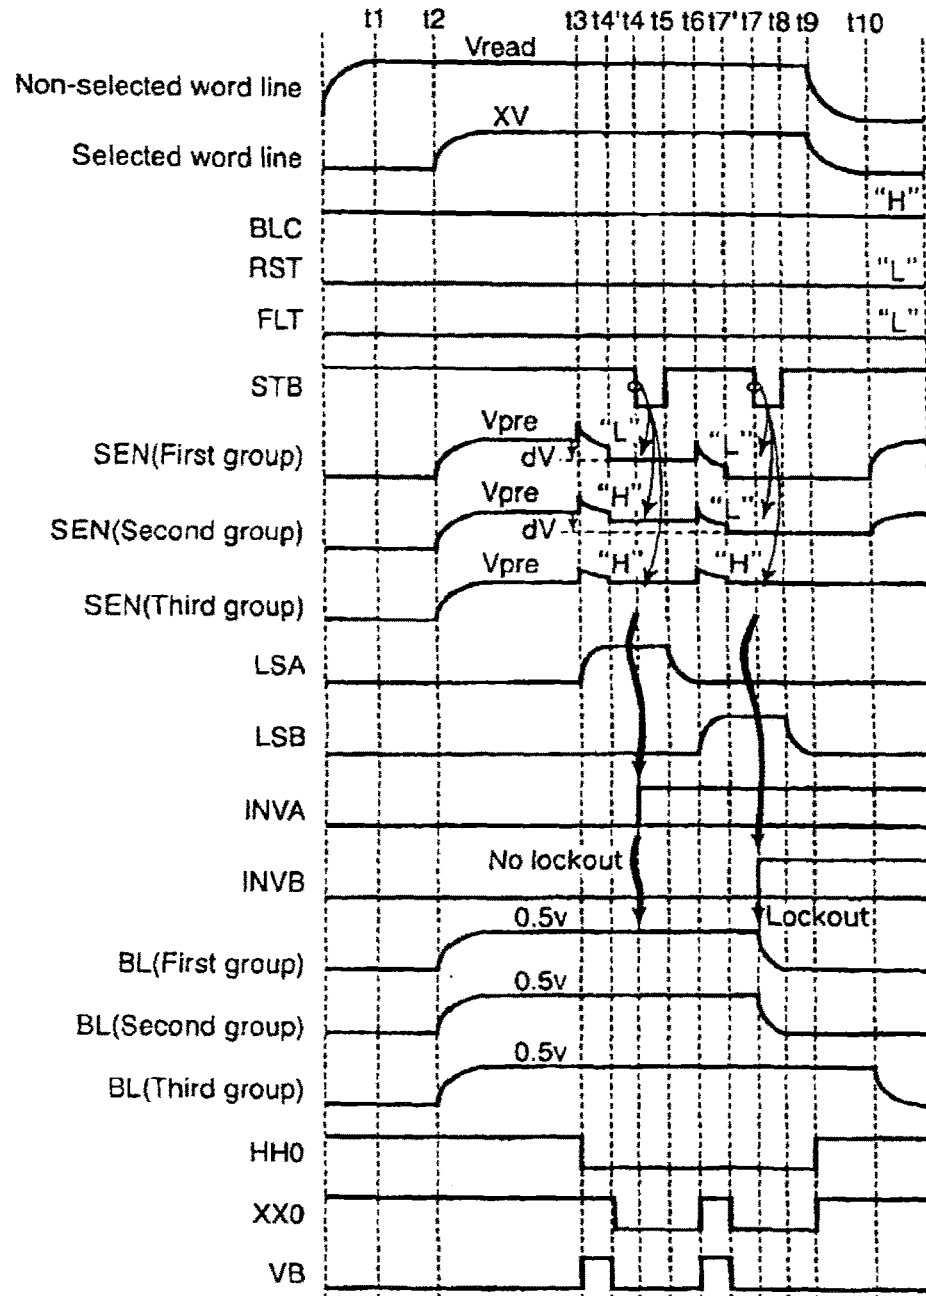 t1 t2 t3 t4' t4 t5 t6 t7' t7 t8 t9 t10
Vread
Non-selected word line
XV
Selected word line
"H"
BLC
RST "L"
FLT "L"
STB
Vpre "L" "L"
SEN(First group)
dV
Vpre "H" "L"
SEN(Second group)
dV
Vpre "H" "H"
SEN(Third group)
LSA
LSB
INVA
No lockout
INVB
0.5v Lockout
BL(First group)
0.5v
BL(Second group)
0.5v
BL(Third group)
HH0
XX0
VB